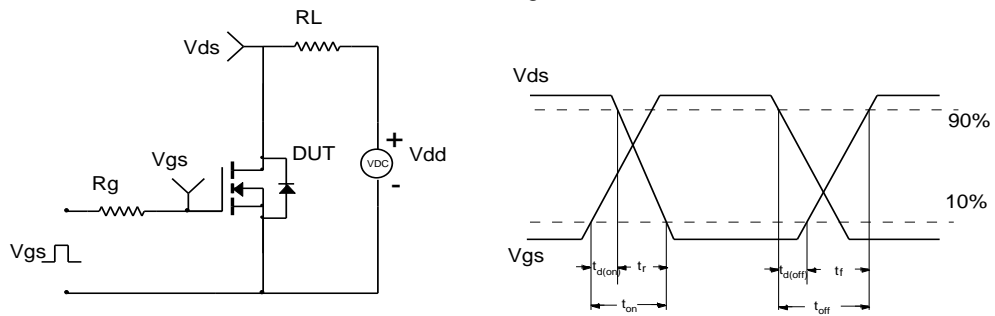 RL
Vds
Vgs
DUT
Rg
+
VDC
Vdd
-
Vgs
Vds
90%
10%
Vgs
td(on)
tr
td(off)
tf
ton
toff